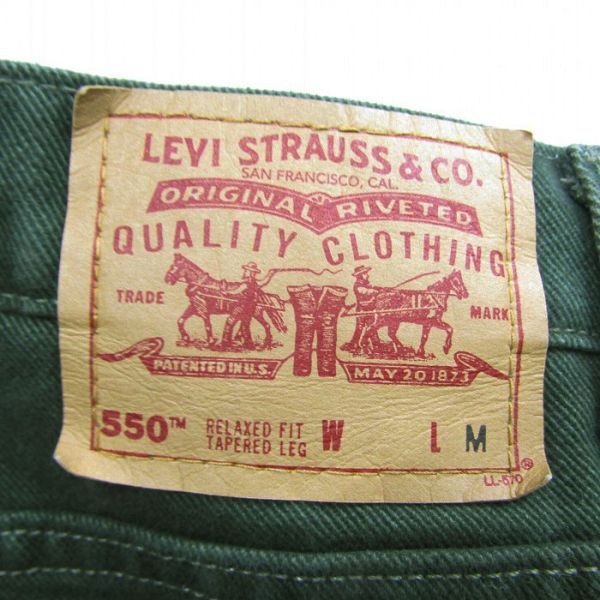 LEVI STRAUSS & CO.
SAN FRANCISCO, CAL.
ORIGINAL RIVETED
QUALITY CLOTHING
TRADE MARK
PATENTED IN U.S. MAY 20 1873
550™ RELAXED FIT W L M
TAPERED LEG
LL-570 ®